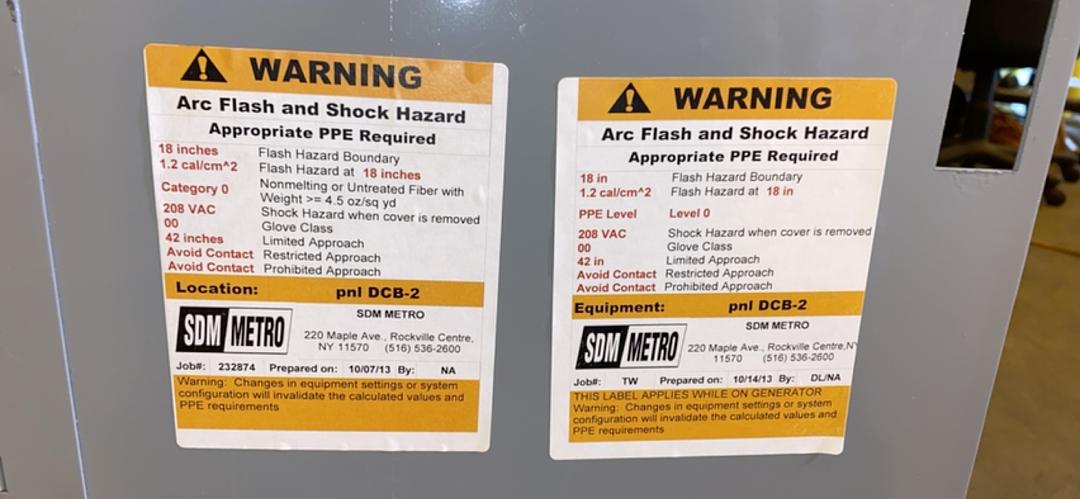 WARNING
Arc Flash and Shock Hazard
Appropriate PPE Required
18 inches Flash Hazard Boundary
1.2 cal/cm^2 Flash Hazard at 18 inches
Category 0 Nonmelting or Untreated Fiber with
Weight >= 4.5 oz/sq yd
208 VAC Shock Hazard when cover is removed
00 Glove Class
42 inches Limited Approach
Avoid Contact Restricted Approach
Avoid Contact Prohibited Approach
Location: pnl DCB-2
SDM METRO
SDM METRO
220 Maple Ave., Rockville Centre,
NY 11570 (516) 536-2600
Job#: 232874 Prepared on: 10/07/13 By: NA
Warning: Changes in equipment settings or system
configuration will invalidate the calculated values and
PPE requirements
WARNING
Arc Flash and Shock Hazard
Appropriate PPE Required
18 in Flash Hazard Boundary
1.2 cal/cm^2 Flash Hazard at 18 in
PPE Level Level 0
208 VAC Shock Hazard when cover is removed
00 Glove Class
42 in Limited Approach
Avoid Contact Restricted Approach
Avoid Contact Prohibited Approach
Equipment: pnl DCB-2
SDM METRO
SDM METRO
220 Maple Ave., Rockville Centre,NY
11570 (516) 536-2600
Job#: TW Prepared on: 10/14/13 By: DL/NA
THIS LABEL APPLIES WHILE ON GENERATOR
Warning: Changes in equipment settings or system
configuration will invalidate the calculated values and
PPE requirements